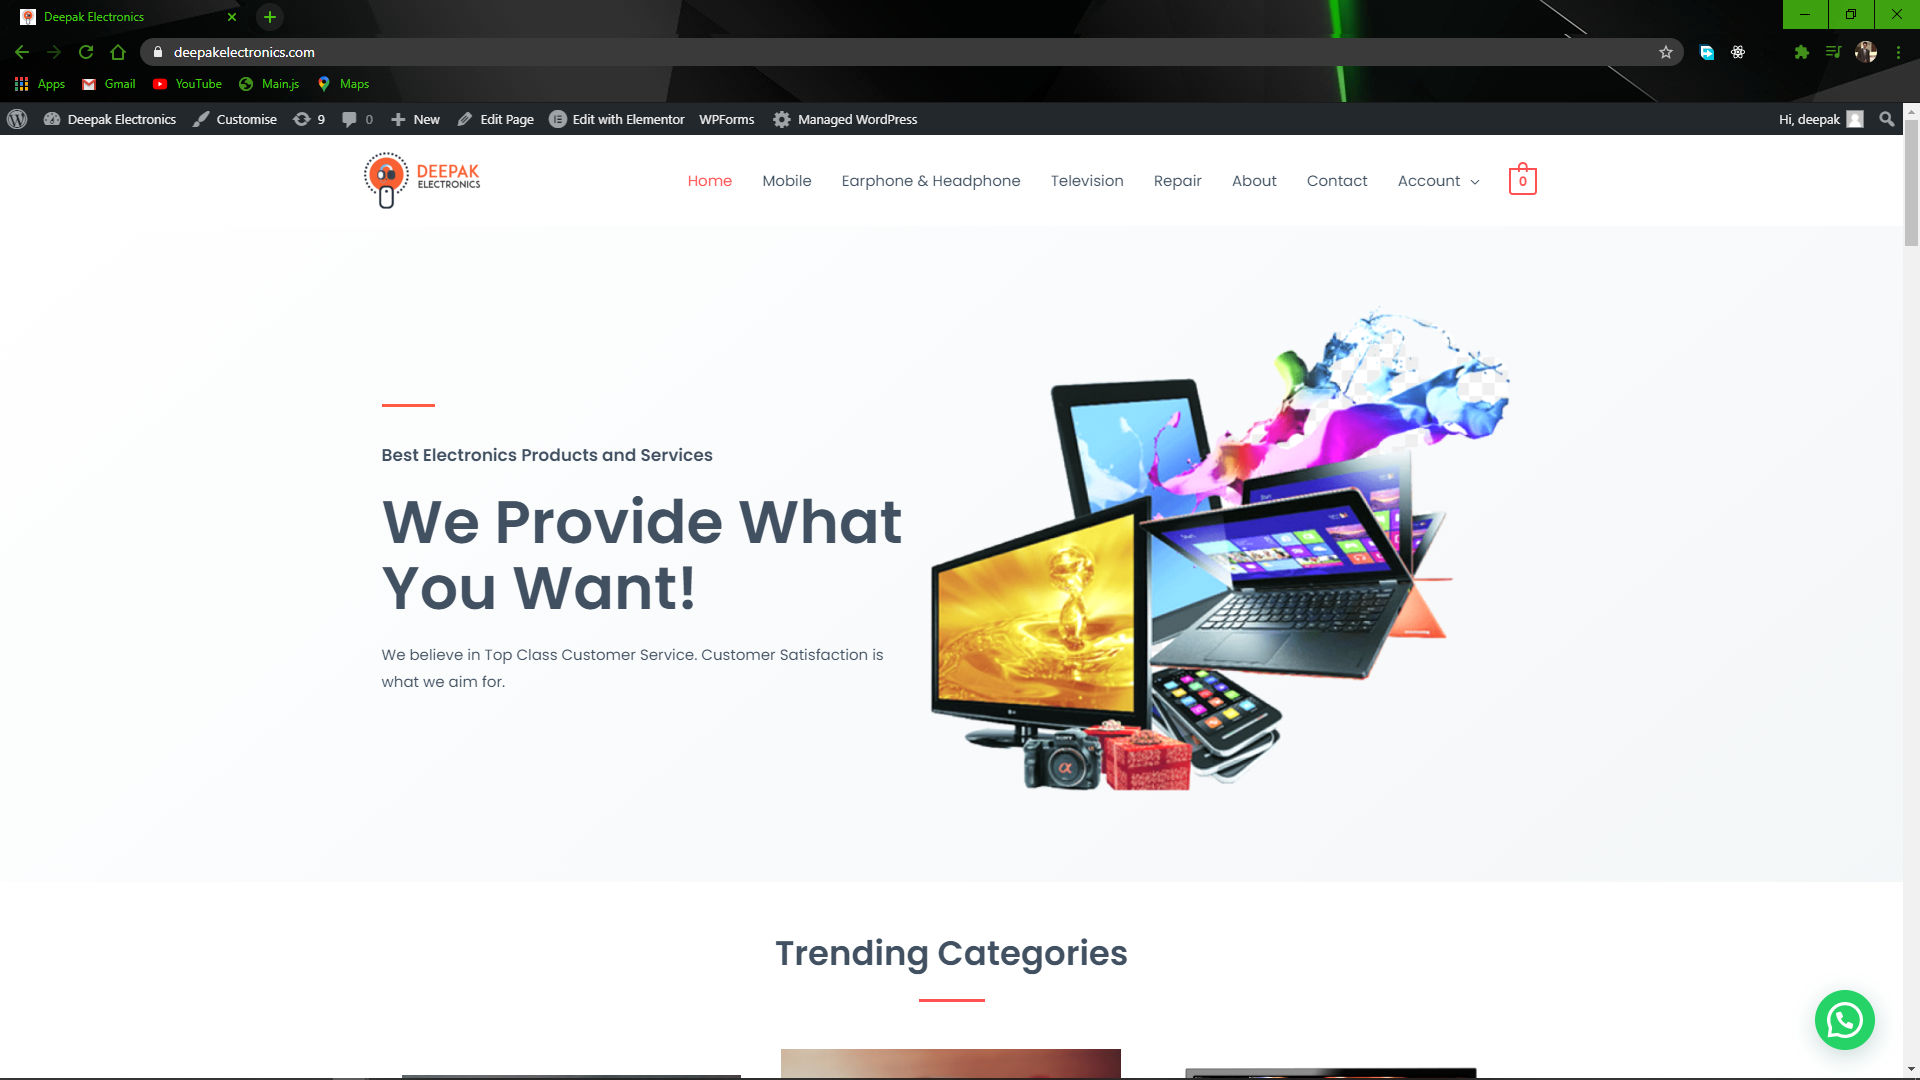 Deepak Electronics
deepakelectronics.com
Apps Gmail YouTube Main.js Maps
Deepak Electronics Customise 9 0 New Edit Page Edit with Elementor WPForms Managed WordPress Hi, deepak
DEEPAK
ELECTRONICS
Home Mobile Earphone & Headphone Television Repair About Contact Account 0
Best Electronics Products and Services
We Provide What
You Want!
We believe in Top Class Customer Service. Customer Satisfaction is
what we aim for.
Start
Start
SONY
α
Trending Categories